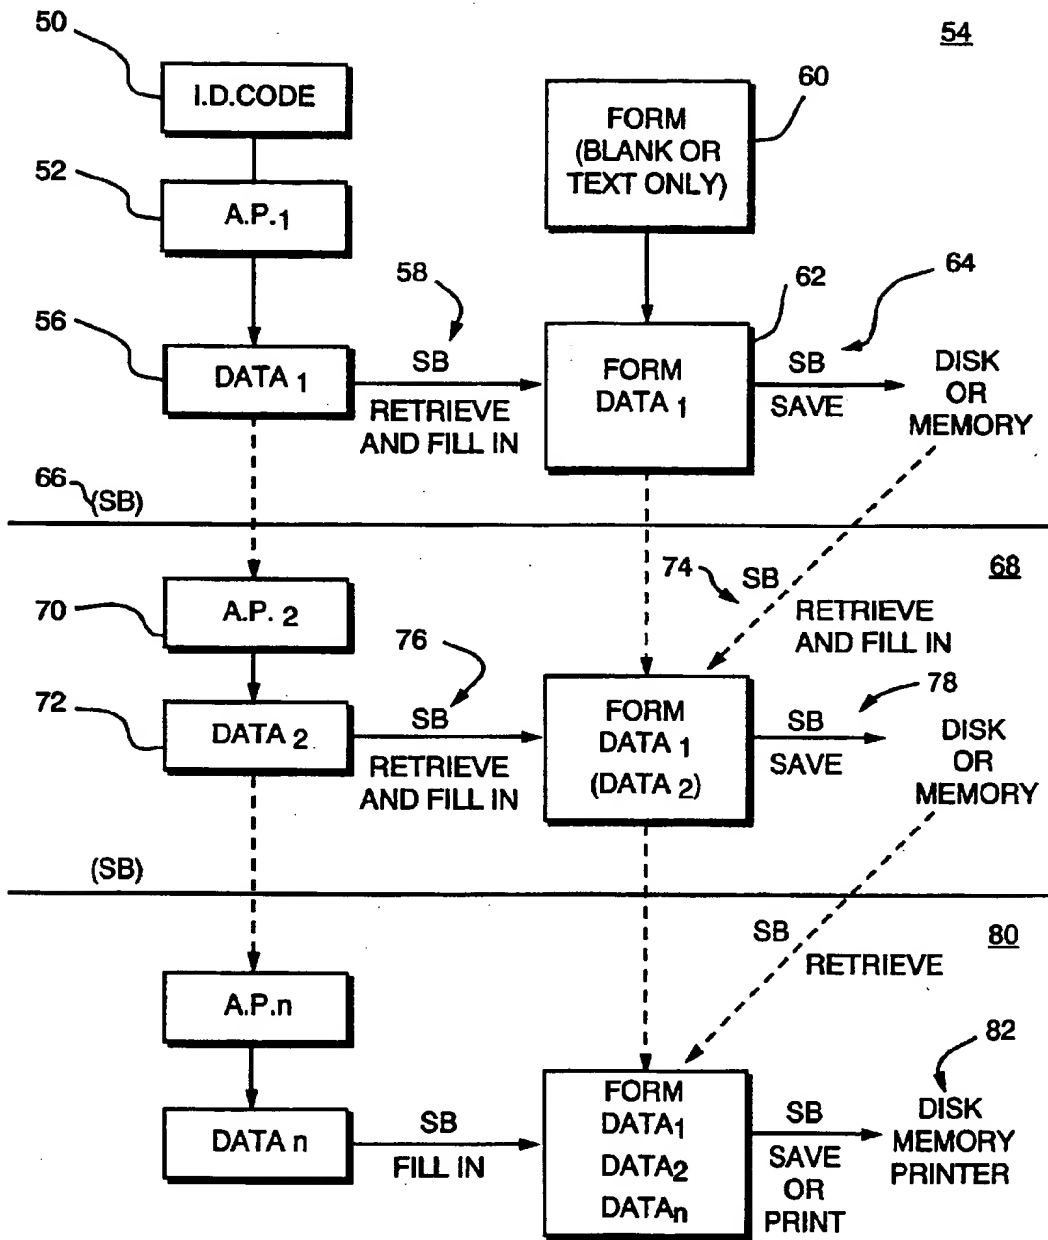 50
54
I.D.CODE
60
FORM
(BLANK OR
TEXT ONLY)
52
A.P.1
58
62
64
56
DATA 1
SB
RETRIEVE
AND FILL IN
FORM
DATA 1
SB
SAVE
DISK
OR
MEMORY
66
(SB)
68
74
SB
RETRIEVE
AND FILL IN
70
A.P. 2
76
78
72
DATA 2
SB
RETRIEVE
AND FILL IN
FORM
DATA 1
(DATA 2)
SB
SAVE
DISK
OR
MEMORY
(SB)
80
SB
RETRIEVE
A.P.n
82
DATA n
SB
FILL IN
FORM
DATA1
DATA2
DATAn
SB
SAVE
OR
PRINT
DISK
MEMORY
PRINTER